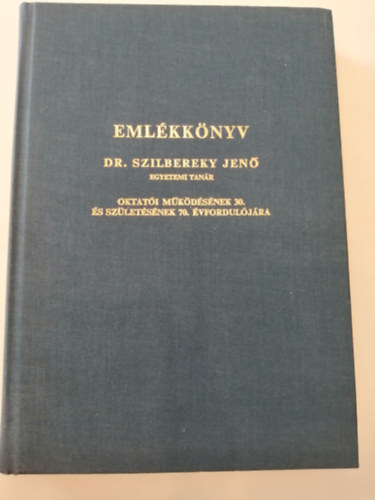 EMLÉKKÖNYV
DR. SZILBEREKY JENŐ
EGYETEMI TANÁR
OKTATÓI MŰKÖDÉSÉNEK 30.
ÉS SZÜLETÉSÉNEK 70. ÉVFORDULÓJÁRA